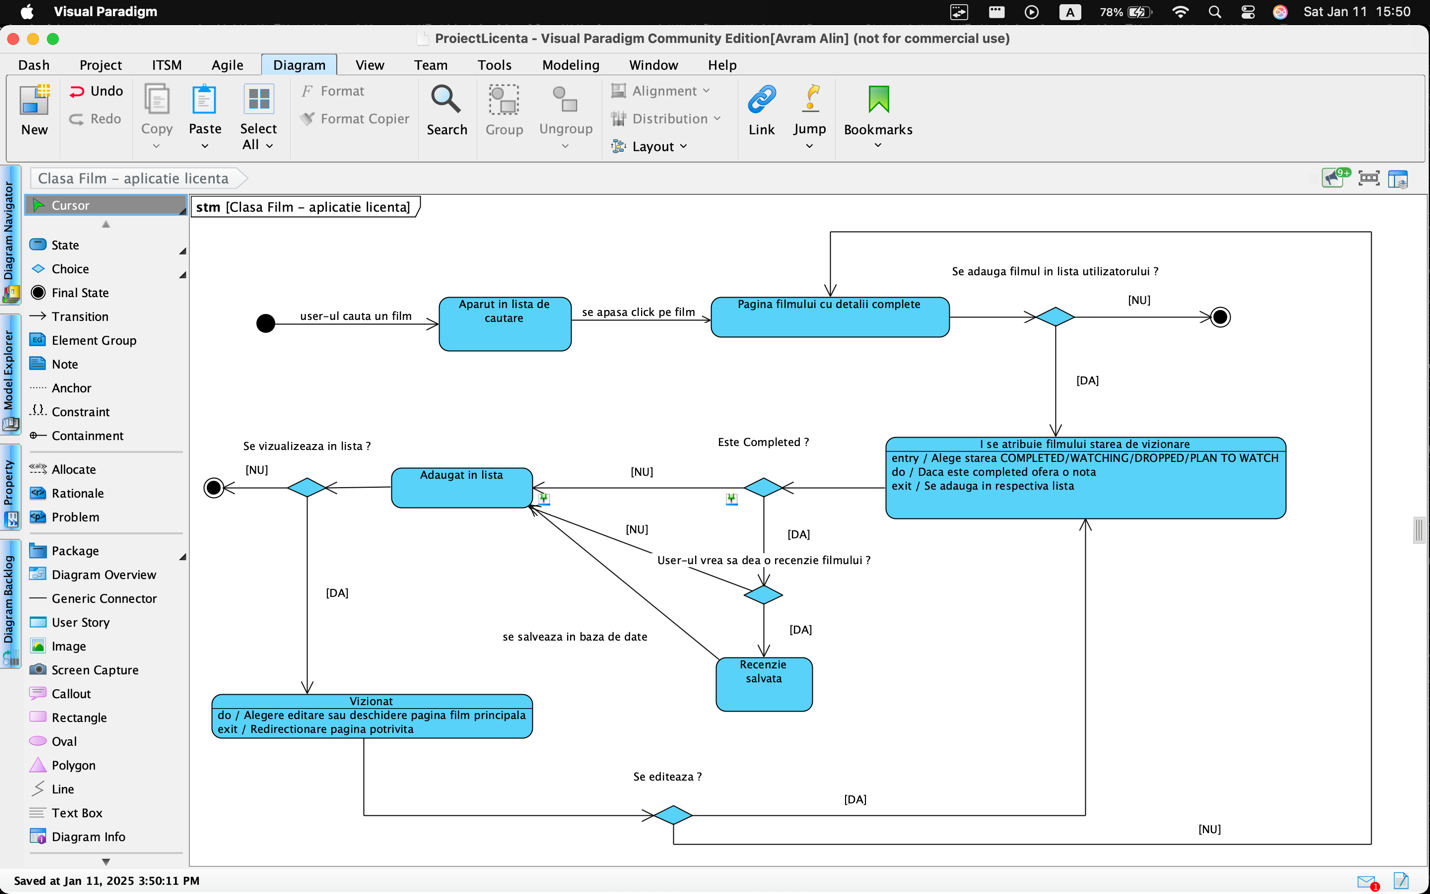 Visual Paradigm
A
78%
Sat Jan 11 15:50
ProiectLicenta - Visual Paradigm Community Edition[Avram Alin] (not for commercial use)
Dash Project ITSM Agile Diagram View Team Tools Modeling Window Help
New
Undo
Redo
Copy
Paste
Select All
Format
Format Copier
Search
Group
Ungroup
Alignment
Distribution
Layout
Link
Jump
Bookmarks
Clasa Film - aplicatie licenta
9+
Diagram Navigator
Model Explorer
Property
Diagram Backlog
Cursor
State
Choice
Final State
Transition
Element Group
Note
Anchor
Constraint
Containment
Allocate
Rationale
Problem
Package
Diagram Overview
Generic Connector
User Story
Image
Screen Capture
Callout
Rectangle
Oval
Polygon
Line
Text Box
Diagram Info
stm [Clasa Film - aplicatie licenta]
user-ul cauta un film
Aparut in lista de
cautare
se apasa click pe film
Pagina filmului cu detalii complete
Se adauga filmul in lista utilizatorului ?
[NU]
[DA]
I se atribuie filmului starea de vizionare
entry / Alege starea COMPLETED/WATCHING/DROPPED/PLAN TO WATCH
do / Daca este completed ofera o nota
exit / Se adauga in respectiva lista
Este Completed ?
[NU]
Adaugat in lista
Se vizualizeaza in lista ?
[NU]
[DA]
[NU]
[DA]
User-ul vrea sa dea o recenzie filmului ?
[DA]
se salveaza in baza de date
Recenzie
salvata
Vizionat
do / Alegere editare sau deschidere pagina film principala
exit / Redirectionare pagina potrivita
Se editeaza ?
[DA]
[NU]
Saved at Jan 11, 2025 3:50:11 PM
1